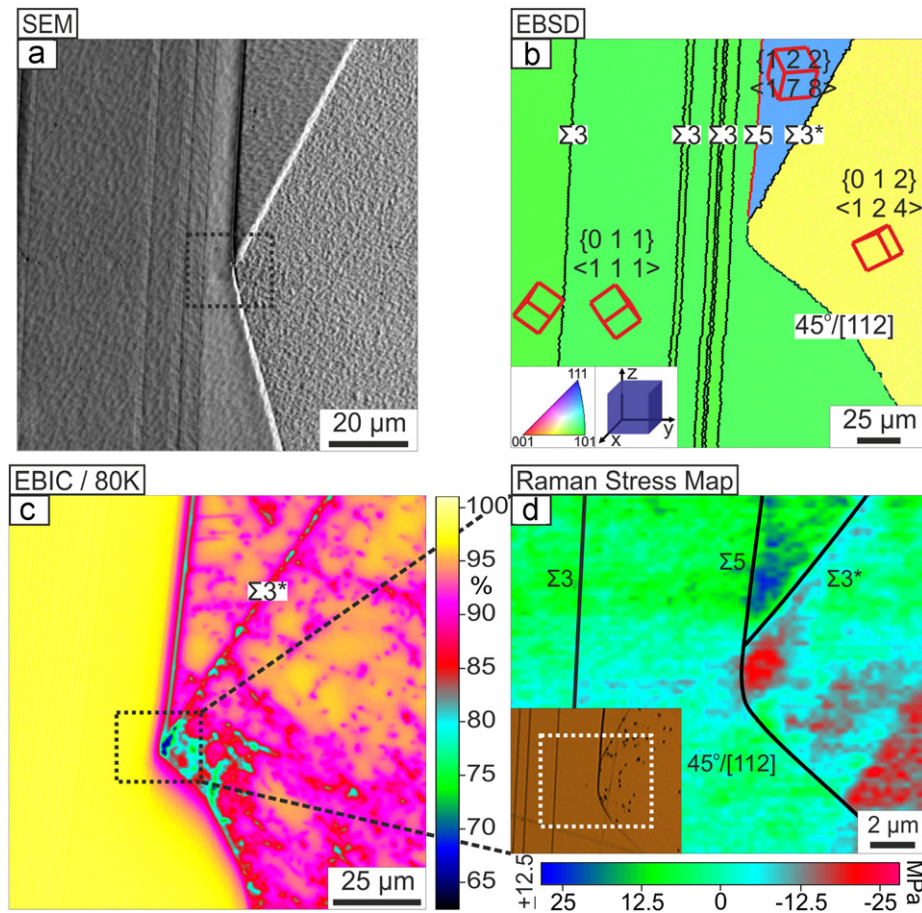 SEM
a
20 µm
EBSD
b
{1 2 2}
<1 7 8>
Σ3
Σ3
Σ3
Σ5
Σ3*
{0 1 2}
<1 2 4>
{0 1 1}
<1 1 1>
45°/[112]
111
001
101
z
y
x
25 µm
EBIC / 80K
c
Σ3*
25 µm
100
95
%
90
85
80
75
70
65
Raman Stress Map
d
Σ3
Σ5
Σ3*
45°/[112]
2 µm
±12.5
25
12.5
0
-12.5
-25
MPa